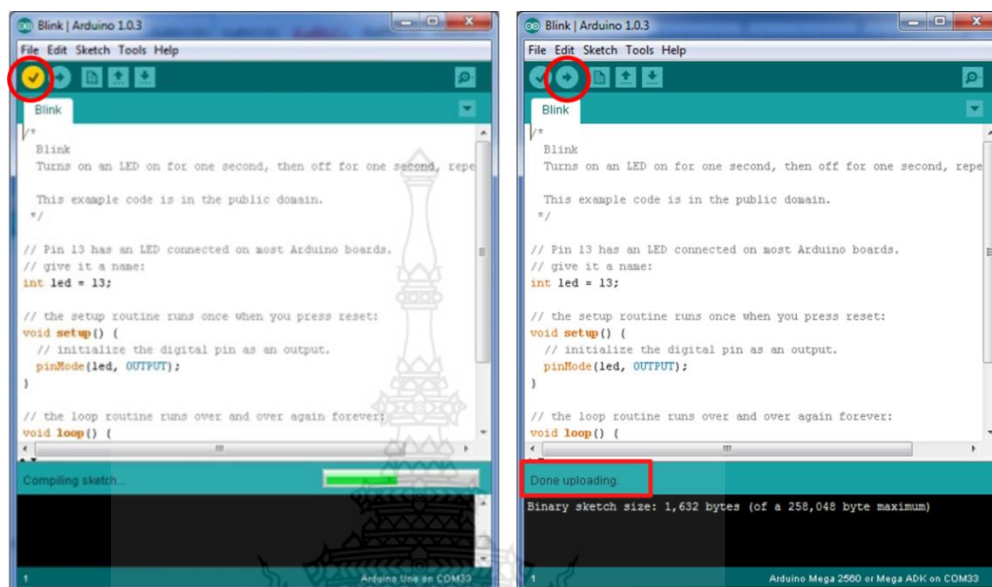 Blink | Arduino 1.0.3
File Edit Sketch Tools Help
Blink
/*
  Blink
  Turns on an LED on for one second, then off for one second, repe

  This example code is in the public domain.
 */

// Pin 13 has an LED connected on most Arduino boards.
// give it a name:
int led = 13;

// the setup routine runs once when you press reset:
void setup() {
  // initialize the digital pin as an output.
  pinMode(led, OUTPUT);
}

// the loop routine runs over and over again forever:
void loop() {
Compiling sketch...
1
Arduino Uno on COM33
Blink | Arduino 1.0.3
File Edit Sketch Tools Help
Blink
/*
  Blink
  Turns on an LED on for one second, then off for one second, repe

  This example code is in the public domain.
 */

// Pin 13 has an LED connected on most Arduino boards.
// give it a name:
int led = 13;

// the setup routine runs once when you press reset:
void setup() {
  // initialize the digital pin as an output.
  pinMode(led, OUTPUT);
}

// the loop routine runs over and over again forever:
void loop() {
Done uploading.
Binary sketch size: 1,632 bytes (of a 258,048 byte maximum)
1
Arduino Mega 2560 or Mega ADK on COM33